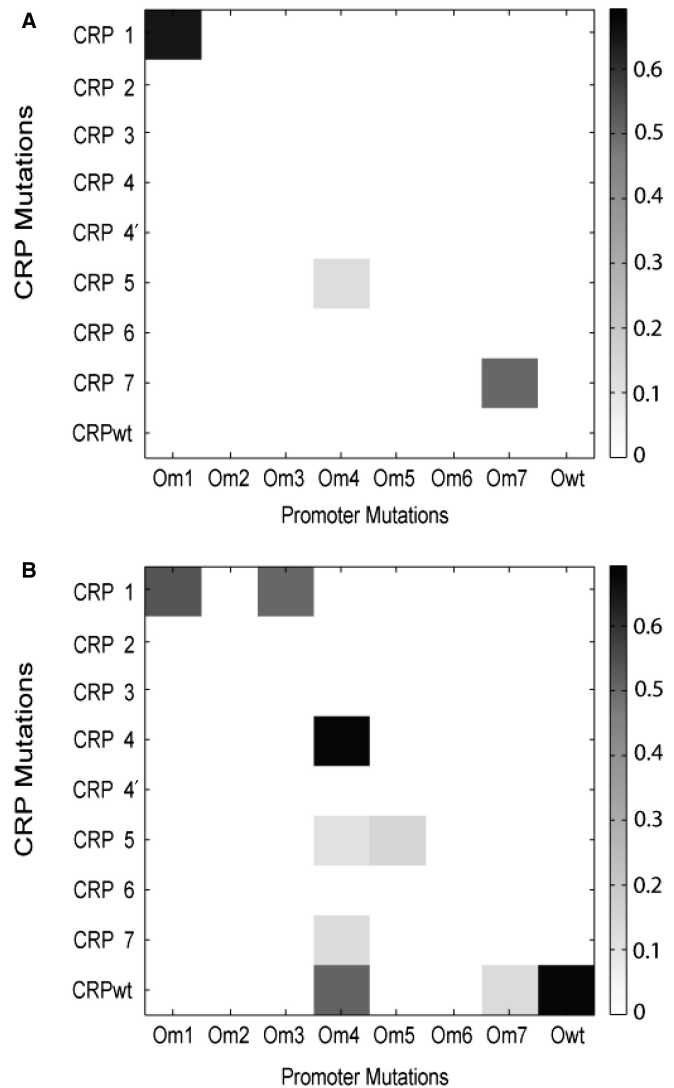 A
CRP Mutations
CRP 1
CRP 2
CRP 3
CRP 4
CRP 4′
CRP 5
CRP 6
CRP 7
CRPwt
Om1 Om2 Om3 Om4 Om5 Om6 Om7 Owt
Promoter Mutations
0.6
0.5
0.4
0.3
0.2
0.1
0
B
CRP Mutations
CRP 1
CRP 2
CRP 3
CRP 4
CRP 4′
CRP 5
CRP 6
CRP 7
CRPwt
Om1 Om2 Om3 Om4 Om5 Om6 Om7 Owt
Promoter Mutations
0.6
0.5
0.4
0.3
0.2
0.1
0